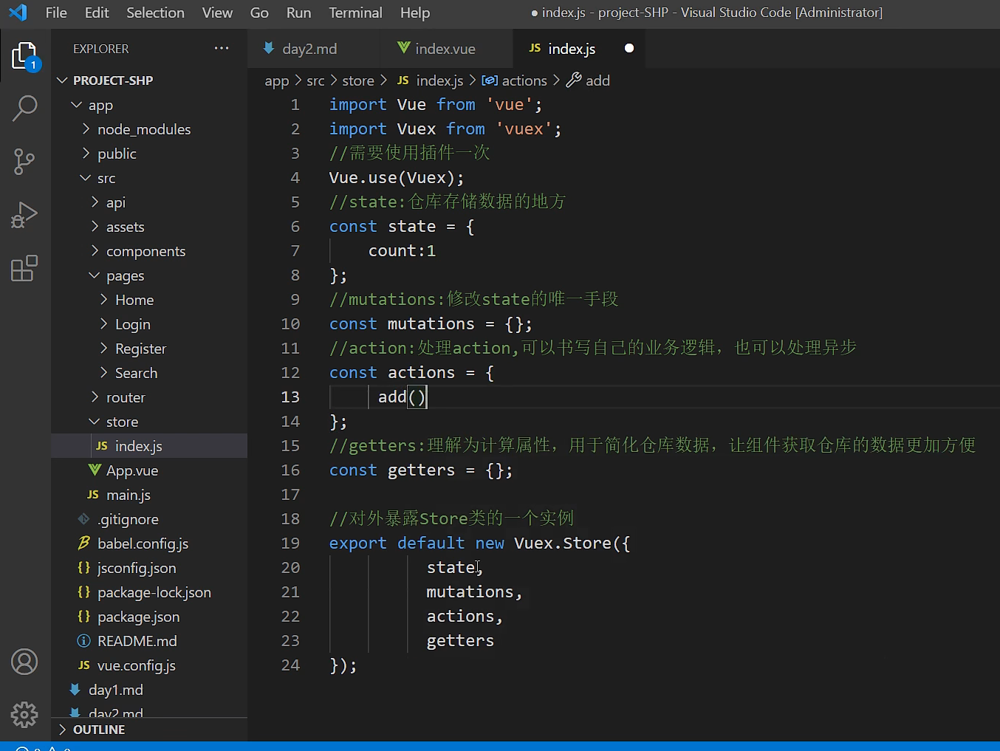 File Edit Selection View Go Run Terminal Help ● index.js - project-SHP - Visual Studio Code [Administrator]
EXPLORER ···
day2.md index.vue JS index.js
PROJECT-SHP
app > src > store > JS index.js > actions > add
app
node_modules
public
src
api
assets
components
pages
Home
Login
Register
Search
router
store
JS index.js
App.vue
JS main.js
.gitignore
babel.config.js
{} jsconfig.json
{} package-lock.json
{} package.json
README.md
JS vue.config.js
day1.md
day2.md
OUTLINE
1
1 import Vue from 'vue';
2 import Vuex from 'vuex';
3 //需要使用插件一次
4 Vue.use(Vuex);
5 //state:仓库存储数据的地方
6 const state = {
7 count:1
8 };
9 //mutations:修改state的唯一手段
10 const mutations = {};
11 //action:处理action,可以书写自己的业务逻辑，也可以处理异步
12 const actions = {
13 add()
14 };
15 //getters:理解为计算属性，用于简化仓库数据，让组件获取仓库的数据更加方便
16 const getters = {};
17
18 //对外暴露Store类的一个实例
19 export default new Vuex.Store({
20 state,
21 mutations,
22 actions,
23 getters
24 });